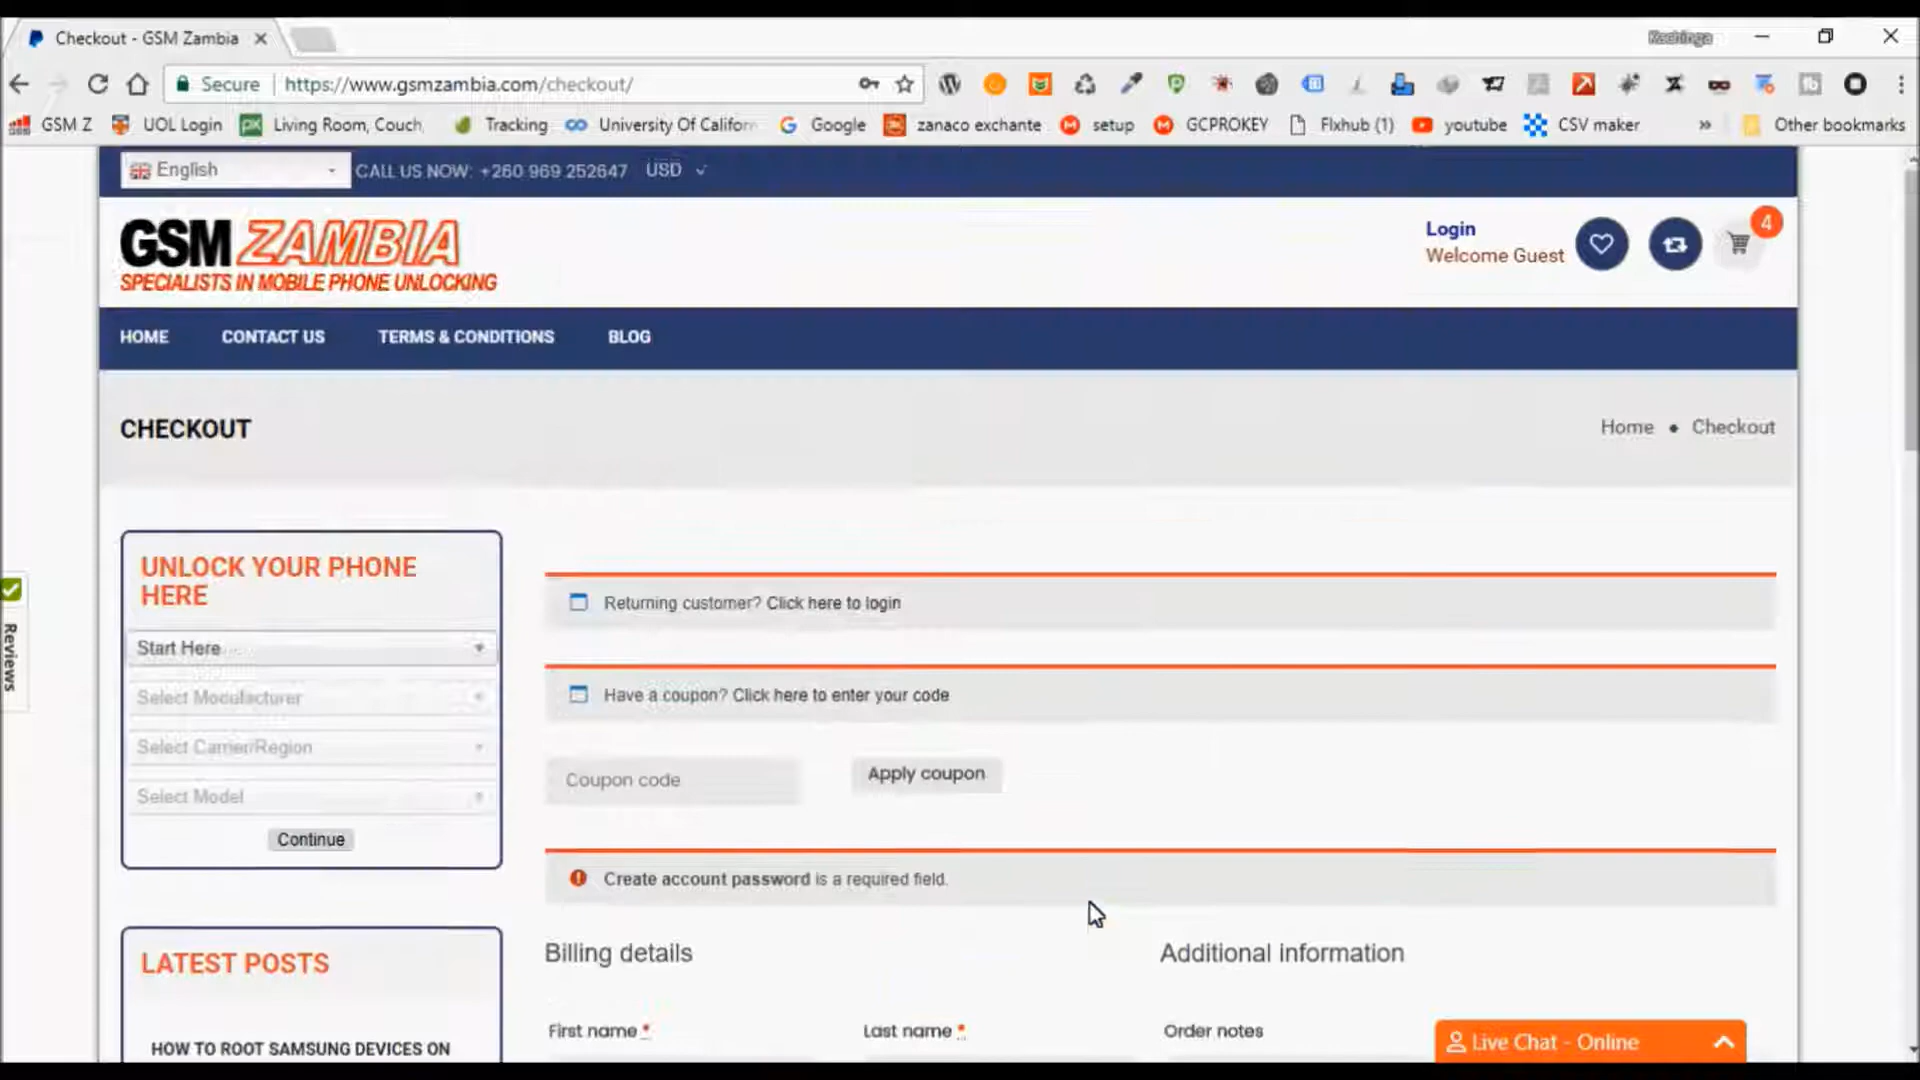 Checkout - GSM Zambia
Kachinga
Secure
https://www.gsmzambia.com/checkout/
GSM Z
UOL Login
Living Room, Couch,
Tracking
University Of Californ
Google
zanaco exchante
setup
GCPROKEY
Flxhub (1)
youtube
CSV maker
»
Other bookmarks
English
CALL US NOW: +260 969 252647
USD
GSM ZAMBIA
SPECIALISTS IN MOBILE PHONE UNLOCKING
Login
Welcome Guest
4
HOME
CONTACT US
TERMS & CONDITIONS
BLOG
CHECKOUT
Home • Checkout
UNLOCK YOUR PHONE
HERE
Start Here
Select Moculacturer
Select Carrier/Region
Select Model
Continue
Reviews
Returning customer? Click here to login
Have a coupon? Click here to enter your code
Coupon code
Apply coupon
Create account password is a required field.
Billing details
Additional information
First name *
Last name *
Order notes
LATEST POSTS
HOW TO ROOT SAMSUNG DEVICES ON
Live Chat - Online